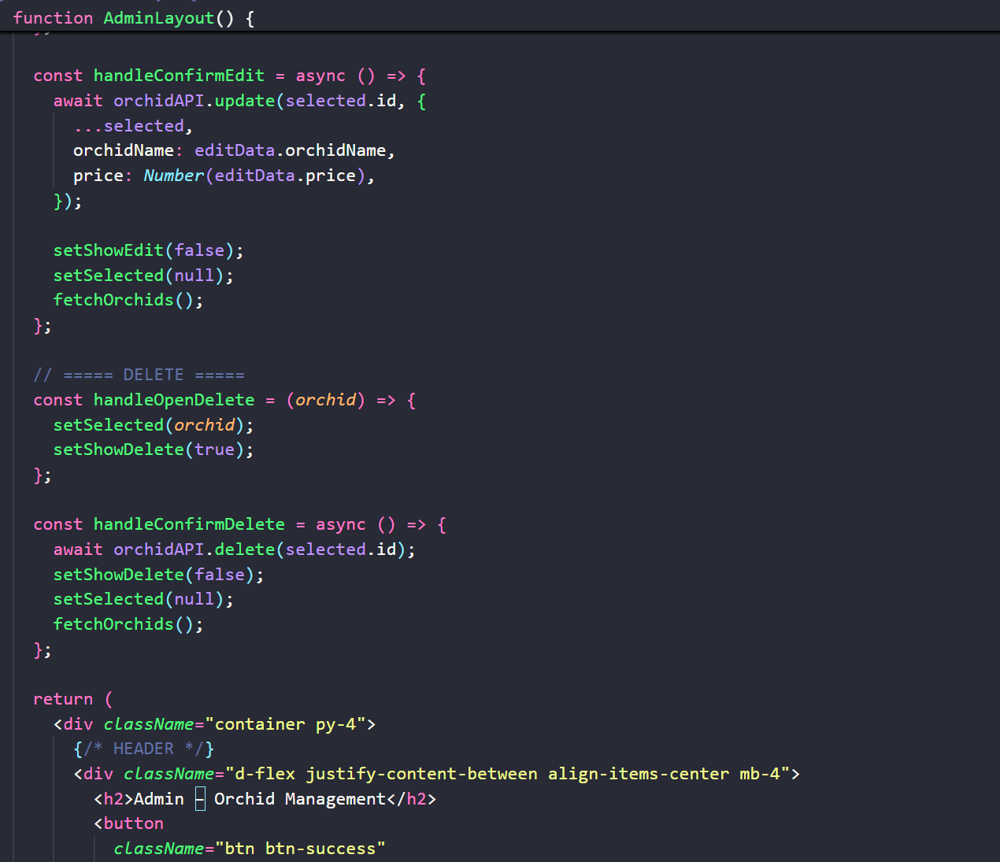 function AdminLayout() {
const handleConfirmEdit = async () => {
await orchidAPI.update(selected.id, {
...selected,
orchidName: editData.orchidName,
price: Number(editData.price),
});
setShowEdit(false);
setSelected(null);
fetchOrchids();
};
// ===== DELETE =====
const handleOpenDelete = (orchid) => {
setSelected(orchid);
setShowDelete(true);
};
const handleConfirmDelete = async () => {
await orchidAPI.delete(selected.id);
setShowDelete(false);
setSelected(null);
fetchOrchids();
};
return (
<div className="container py-4">
{/* HEADER */}
<div className="d-flex justify-content-between align-items-center mb-4">
<h2>Admin – Orchid Management</h2>
<button
className="btn btn-success"